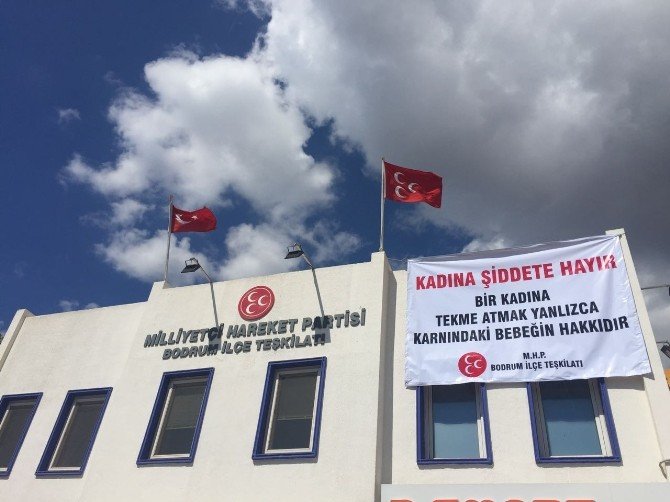 MİLLİYETÇİ HAREKET PARTİSİ
BODRUM İLÇE TEŞKİLATI
KADINA ŞİDDETE HAYIR
BİR KADINA
TEKME ATMAK YANLIZCA
KARNINDAKİ BEBEĞİN HAKKIDIR
M.H.P.
BODRUM İLÇE TEŞKİLATI